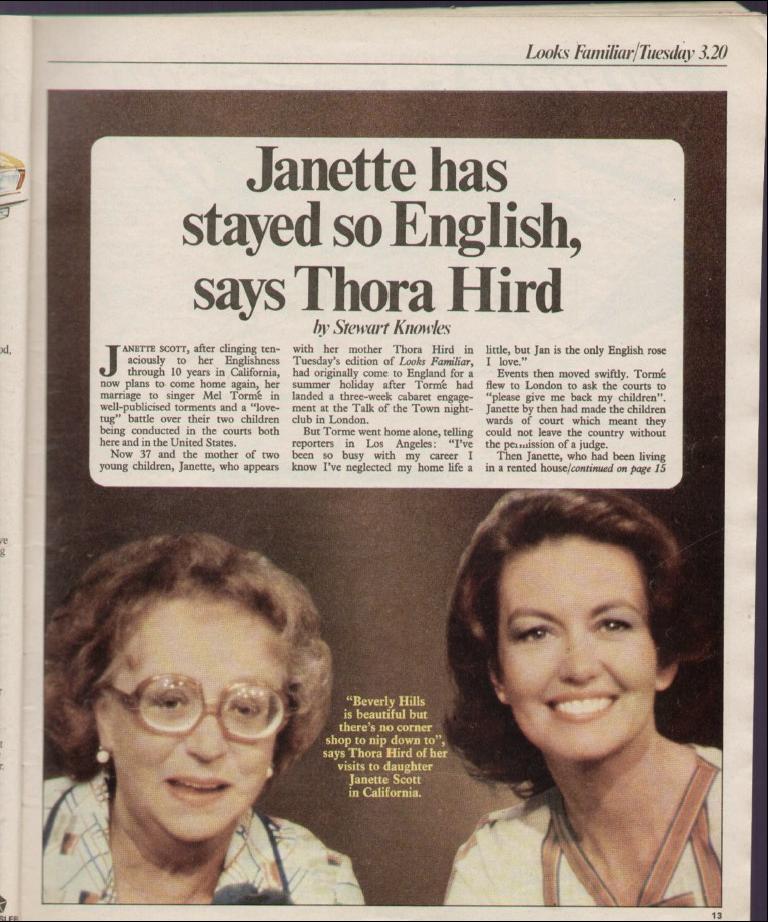 Looks Familiar/Tuesday 3.20
Janette has
stayed so English,
says Thora Hird
by Stewart Knowles
JANETTE SCOTT, after clinging ten-
aciously to her Englishness
through 10 years in California,
now plans to come home again, her
marriage to singer Mel Tormé in
well-publicised torments and a "love-
tug" battle over their two children
being conducted in the courts both
here and in the United States.
Now 37 and the mother of two
young children, Janette, who appears
with her mother Thora Hird in
Tuesday's edition of Looks Familiar,
had originally come to England for a
summer holiday after Tormé had
landed a three-week cabaret engage-
ment at the Talk of the Town night-
club in London.
But Torme went home alone, telling
reporters in Los Angeles: "I've
been so busy with my career I
know I've neglected my home life a
little, but Jan is the only English rose
I love."
Events then moved swiftly. Tormé
flew to London to ask the courts to
"please give me back my children".
Janette by then had made the children
wards of court which meant they
could not leave the country without
the permission of a judge.
Then Janette, who had been living
in a rented house/continued on page 15
"Beverly Hills
is beautiful but
there's no corner
shop to nip down to",
says Thora Hird of her
visits to daughter
Janette Scott
in California.
13